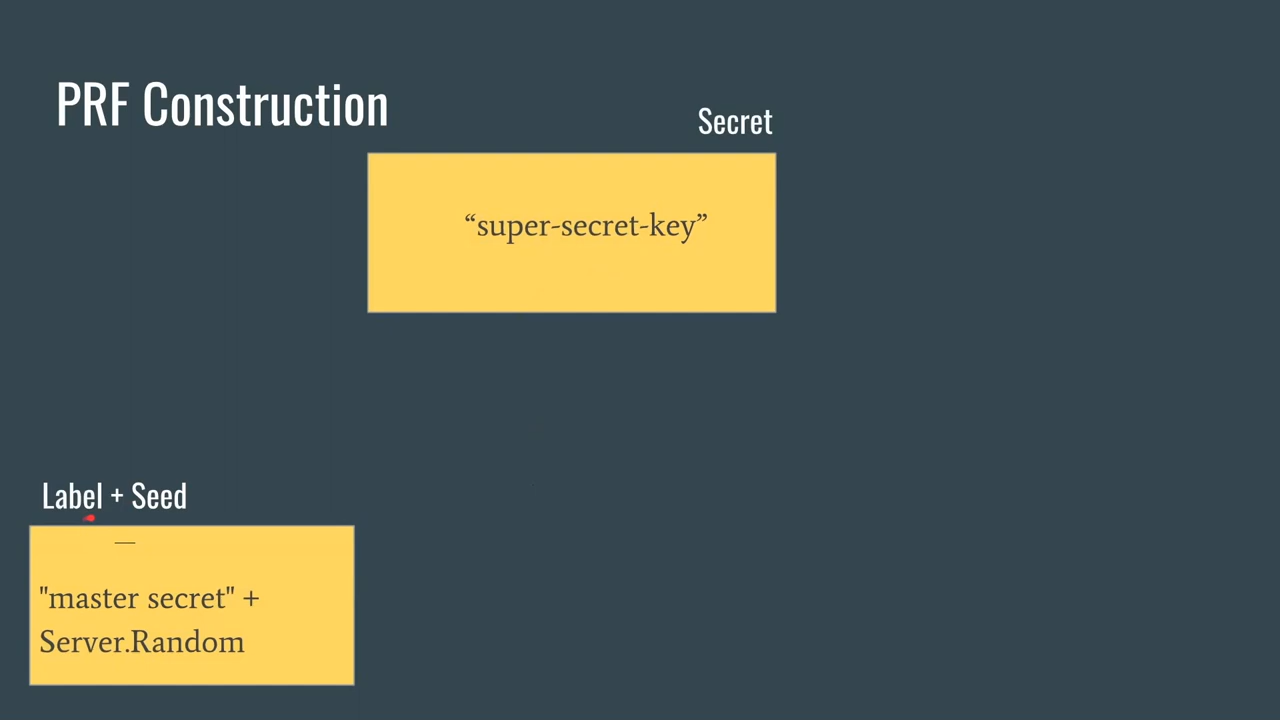 PRF Construction
Secret
“super-secret-key”
Label + Seed
—
"master secret" +
Server.Random